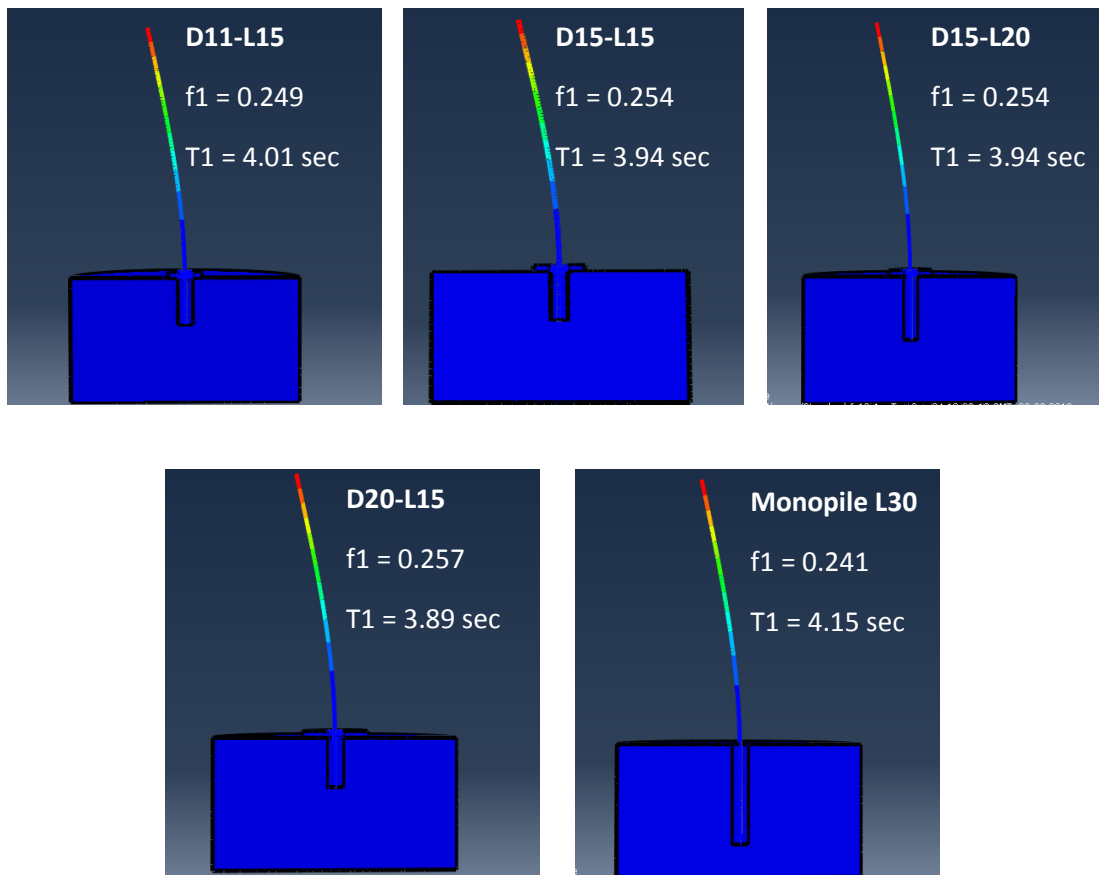 D11-L15
f1 = 0.249
T1 = 4.01 sec
D15-L15
f1 = 0.254
T1 = 3.94 sec
D15-L20
f1 = 0.254
T1 = 3.94 sec
D20-L15
f1 = 0.257
T1 = 3.89 sec
Monopile L30
f1 = 0.241
T1 = 4.15 sec